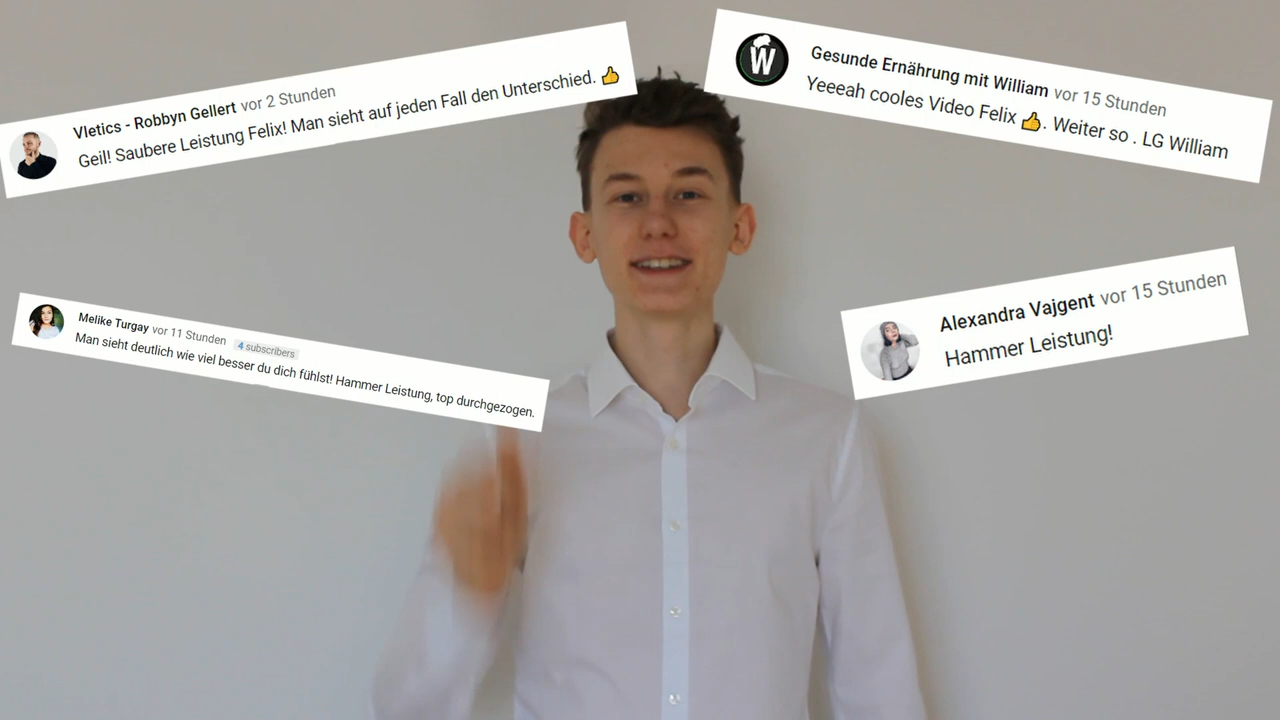 Vletics - Robbyn Gellert vor 2 Stunden
Geil! Saubere Leistung Felix! Man sieht auf jeden Fall den Unterschied. 👍
W
Gesunde Ernährung mit William vor 15 Stunden
Yeeeah cooles Video Felix 👍. Weiter so . LG William
Melike Turgay vor 11 Stunden 4 subscribers
Man sieht deutlich wie viel besser du dich fühlst! Hammer Leistung, top durchgezogen.
Alexandra Vajgent vor 15 Stunden
Hammer Leistung!